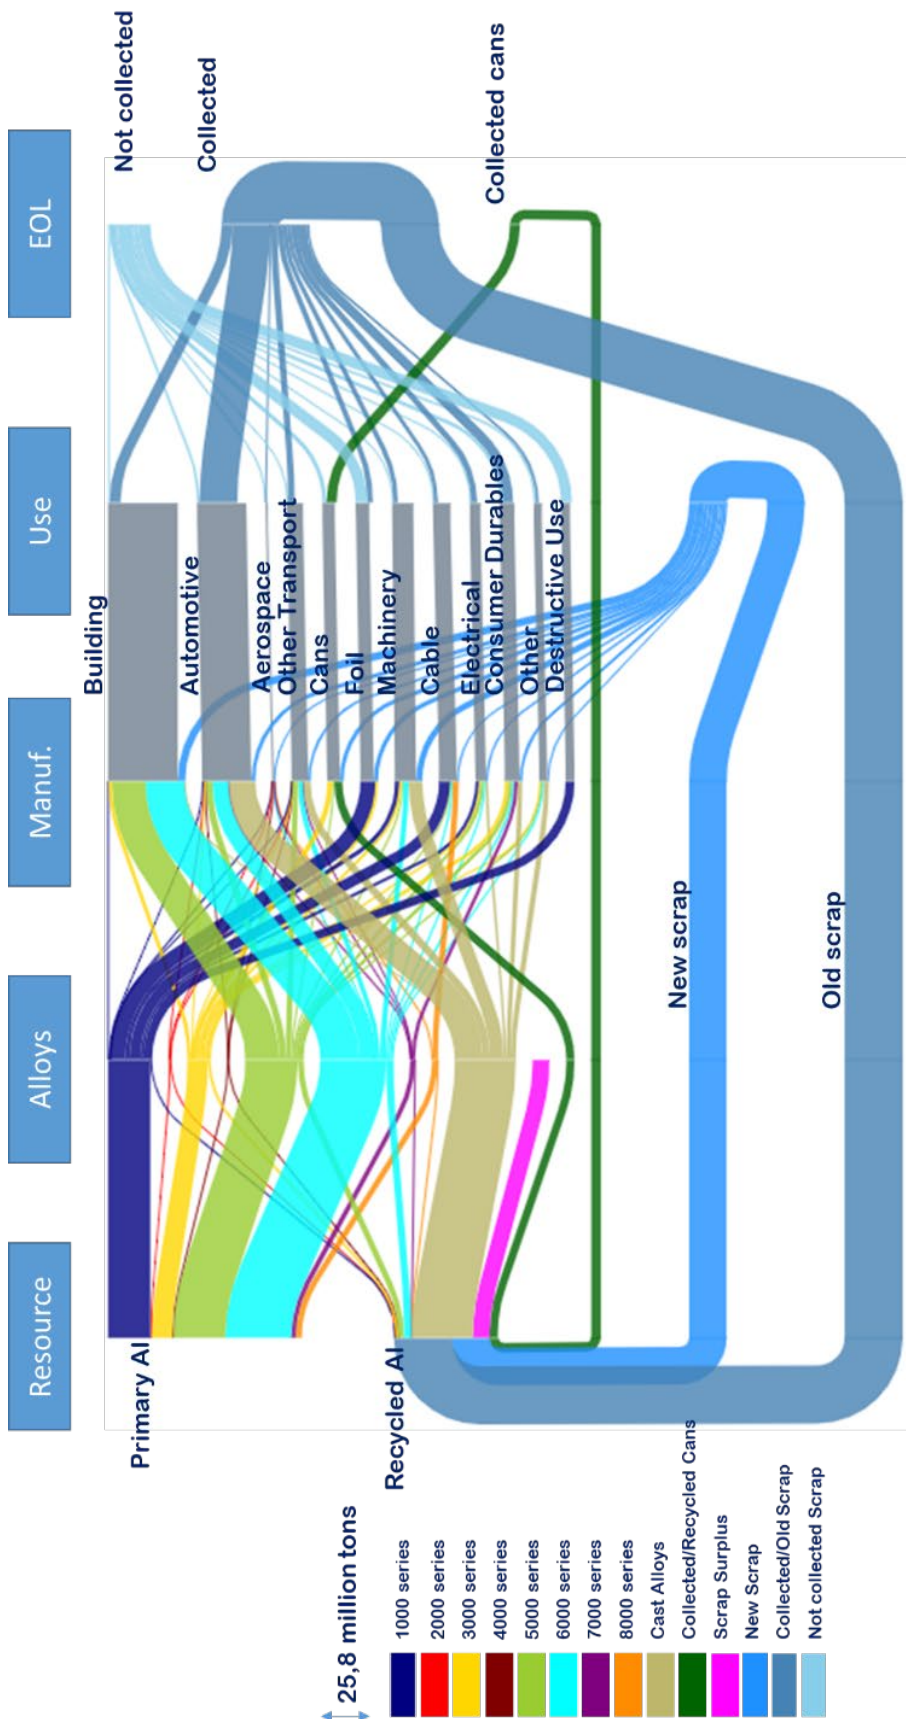 Resource
Alloys
Manuf.
Use
EOL
Primary Al
Recycled Al
Building
Automotive
Aerospace
Other Transport
Cans
Foil
Machinery
Cable
Electrical
Consumer Durables
Other
Destructive Use
Not collected
Collected
Collected cans
New scrap
Old scrap
25,8 million tons
1000 series
2000 series
3000 series
4000 series
5000 series
6000 series
7000 series
8000 series
Cast Alloys
Collected/Recycled Cans
Scrap Surplus
New Scrap
Collected/Old Scrap
Not collected Scrap